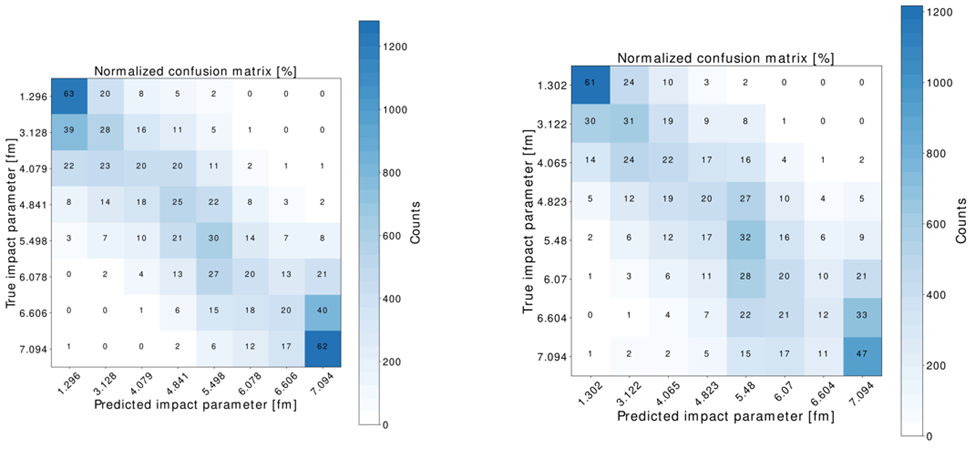 Normalized confusion matrix [%]
True impact parameter [fm]
1.296 63 20 8 5 2 0 0 0
3.128 39 28 16 11 5 1 0 0
4.079 22 23 20 20 11 2 1 1
4.841 8 14 18 25 22 8 3 2
5.498 3 7 10 21 30 14 7 8
6.078 0 2 4 13 27 20 13 21
6.606 0 0 1 6 15 18 20 40
7.094 1 0 0 2 6 12 17 62
1.296 3.128 4.079 4.841 5.498 6.078 6.606 7.094
Predicted impact parameter [fm]
1200
1000
800
600
400
200
0
Counts
Normalized confusion matrix [%]
True impact parameter [fm]
1.302 61 24 10 3 2 0 0 0
3.122 30 31 19 9 8 1 0 0
4.065 14 24 22 17 16 4 1 2
4.823 5 12 19 20 27 10 4 5
5.48 2 6 12 17 32 16 6 9
6.07 1 3 6 11 28 20 10 21
6.604 0 1 4 7 22 21 12 33
7.094 1 2 2 5 15 17 11 47
1.302 3.122 4.065 4.823 5.48 6.07 6.604 7.094
Predicted impact parameter [fm]
1200
1000
800
600
400
200
0
Counts